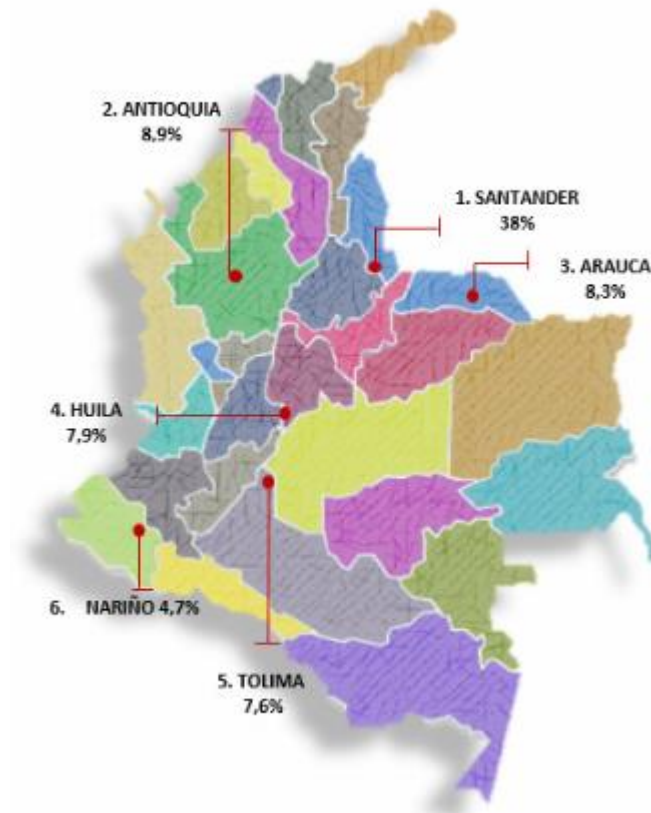 2. ANTIOQUIA
8,9%
1. SANTANDER
38%
3. ARAUCA
8,3%
4. HUILA
7,9%
6. NARIÑO 4,7%
5. TOLIMA
7,6%